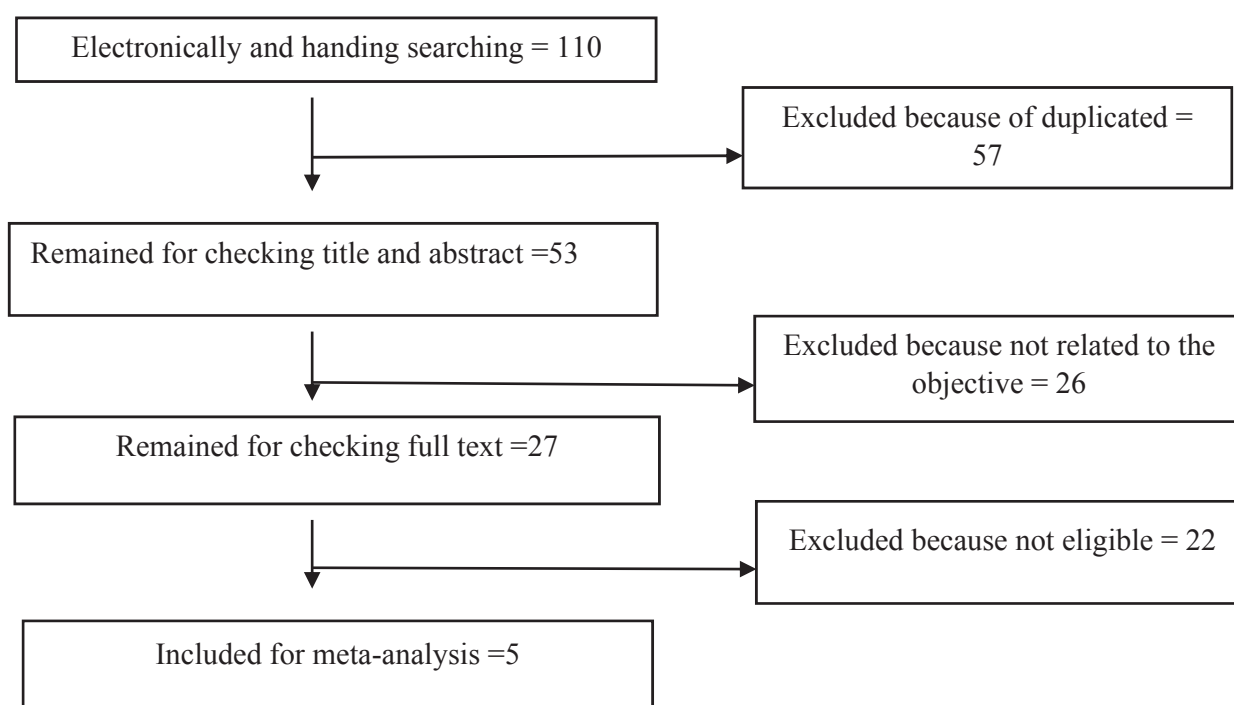 Electronically and handing searching = 110
Excluded because of duplicated =
57
Remained for checking title and abstract =53
Excluded because not related to the
objective = 26
Remained for checking full text =27
Excluded because not eligible = 22
Included for meta-analysis =5